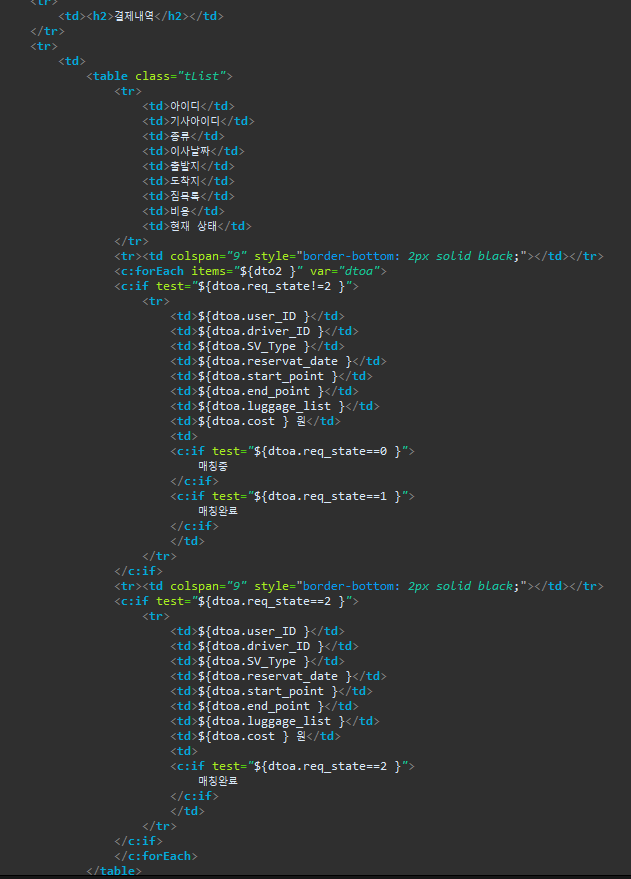 <tr>
<td><h2>결제내역</h2></td>
</tr>
<tr>
<td>
<table class="tList">
<tr>
<td>아이디</td>
<td>기사아이디</td>
<td>종류</td>
<td>이사날짜</td>
<td>출발지</td>
<td>도착지</td>
<td>짐목록</td>
<td>비용</td>
<td>현재 상태</td>
</tr>
<tr><td colspan="9" style="border-bottom: 2px solid black;"></td></tr>
<c:forEach items="${dto2 }" var="dtoa">
<c:if test="${dtoa.req_state!=2 }">
<tr>
<td>${dtoa.user_ID }</td>
<td>${dtoa.driver_ID }</td>
<td>${dtoa.SV_Type }</td>
<td>${dtoa.reservat_date }</td>
<td>${dtoa.start_point }</td>
<td>${dtoa.end_point }</td>
<td>${dtoa.luggage_list }</td>
<td>${dtoa.cost } 원</td>
<td>
<c:if test="${dtoa.req_state==0 }">
매칭중
</c:if>
<c:if test="${dtoa.req_state==1 }">
매칭완료
</c:if>
</td>
</tr>
</c:if>
<tr><td colspan="9" style="border-bottom: 2px solid black;"></td></tr>
<c:if test="${dtoa.req_state==2 }">
<tr>
<td>${dtoa.user_ID }</td>
<td>${dtoa.driver_ID }</td>
<td>${dtoa.SV_Type }</td>
<td>${dtoa.reservat_date }</td>
<td>${dtoa.start_point }</td>
<td>${dtoa.end_point }</td>
<td>${dtoa.luggage_list }</td>
<td>${dtoa.cost } 원</td>
<td>
<c:if test="${dtoa.req_state==2 }">
매칭완료
</c:if>
</td>
</tr>
</c:if>
</c:forEach>
</table>